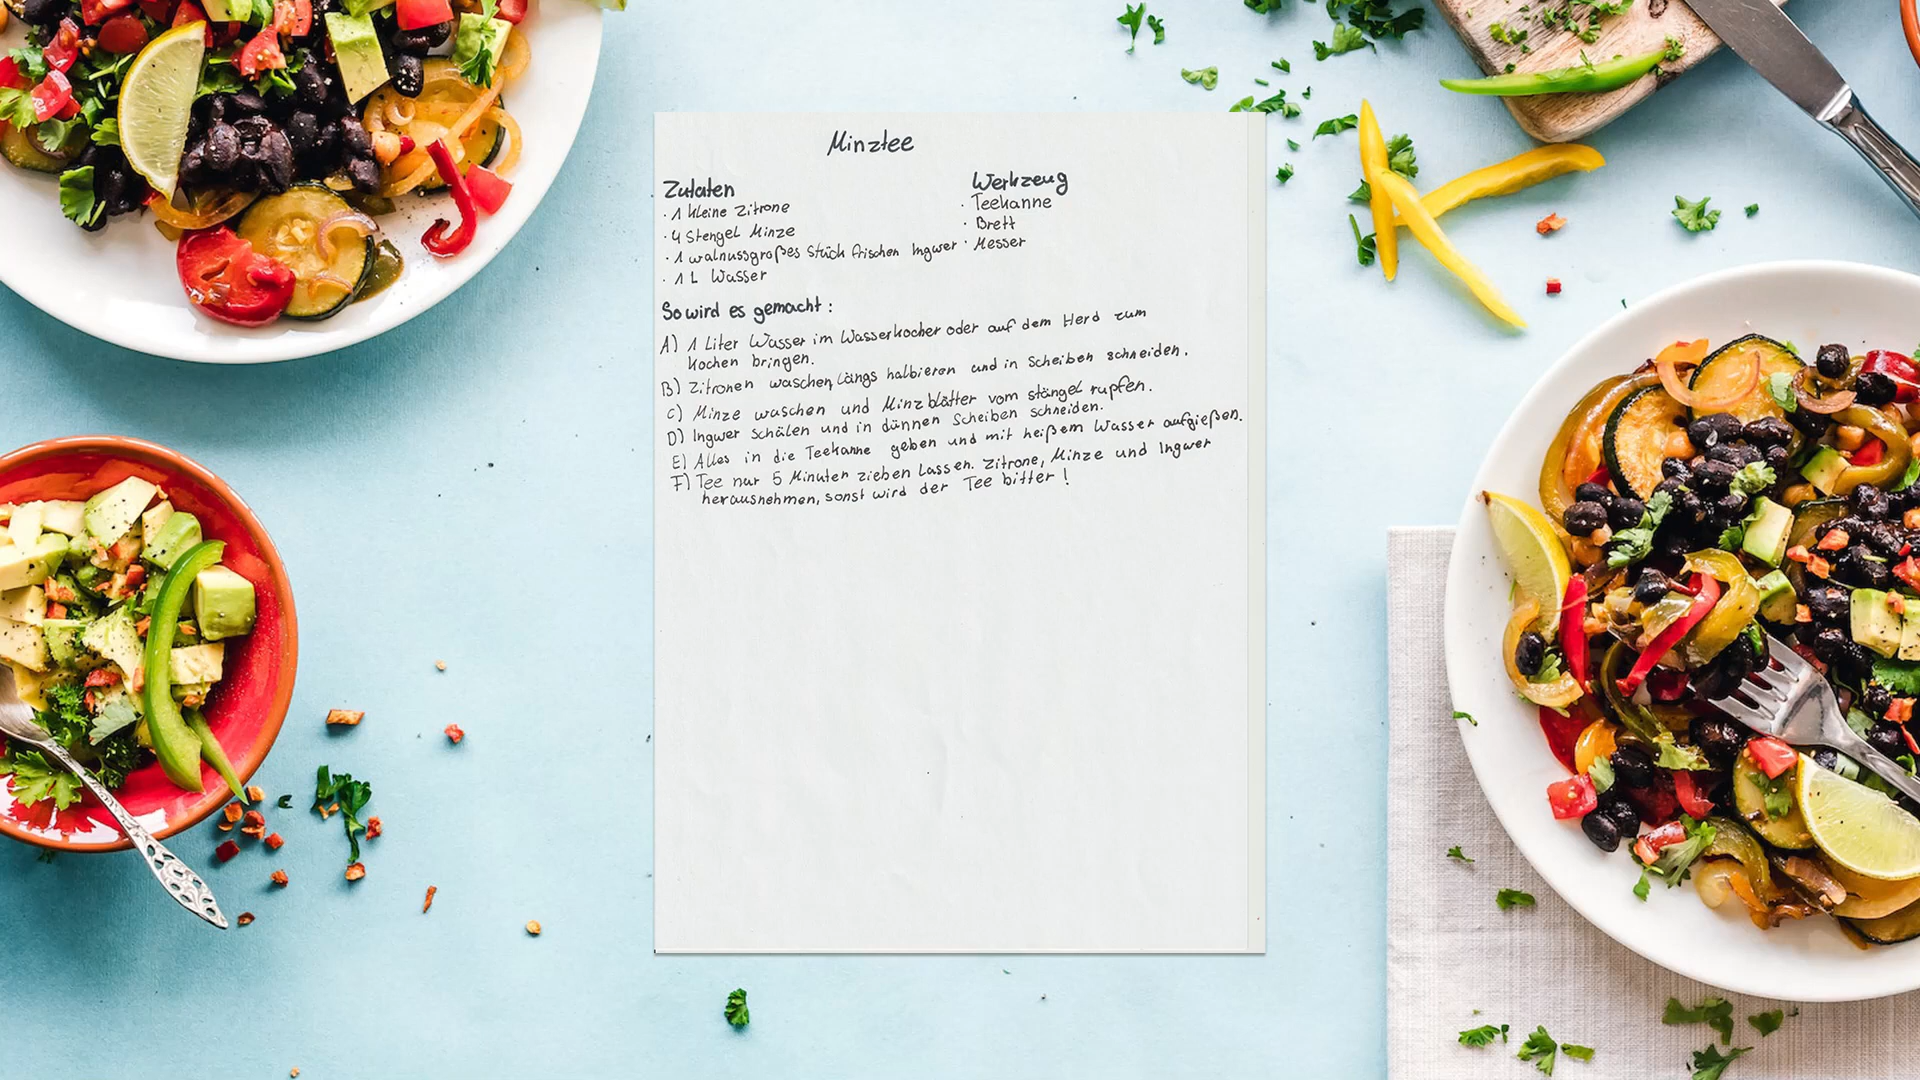 Minztee
Zutaten
· 1 kleine Zitrone
· 4 Stengel Minze
· 1 walnussgroßes Stück frischen Ingwer
· 1 L Wasser
Werkzeug
· Teekanne
· Brett
· Messer
So wird es gemacht:
A) 1 Liter Wasser im Wasserkocher oder auf dem Herd zum
kochen bringen.
B) Zitronen waschen, längs halbieren und in Scheiben schneiden.
C) Minze waschen und Minzblätter vom stängel rupfen.
D) Ingwer schälen und in dünnen Scheiben schneiden.
E) Alles in die Teekanne geben und mit heißem Wasser aufgießen.
F) Tee nur 5 Minuten ziehen lassen. Zitrone, Minze und Ingwer
herausnehmen, sonst wird der Tee bitter!